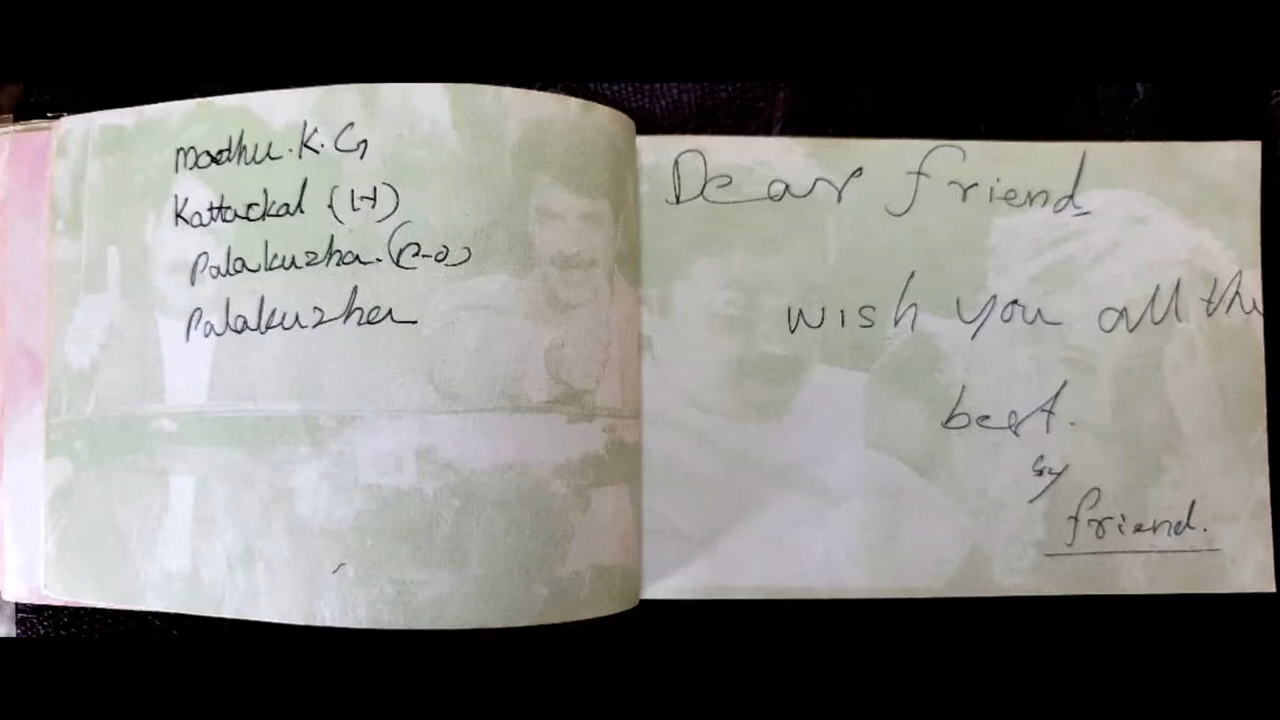 Madhu. K. G
Kattackal (H)
Palakuzha. (P-O)
Palakuzha
Dear friend
wish you all the
best.
by
friend.